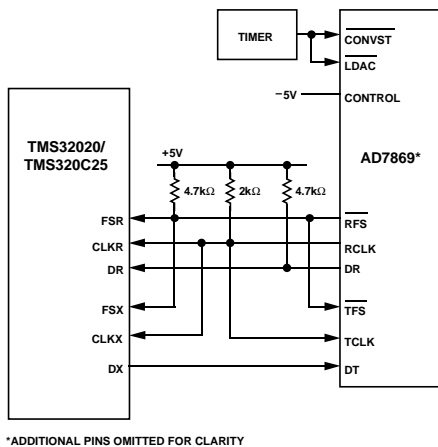 TIMER
CONVST
LDAC
−5V
CONTROL
TMS32020/
TMS320C25
AD7869*
+5V
4.7kΩ
2kΩ
4.7kΩ
FSR
RFS
CLKR
RCLK
DR
DR
FSX
TFS
CLKX
TCLK
DX
DT
*ADDITIONAL PINS OMITTED FOR CLARITY